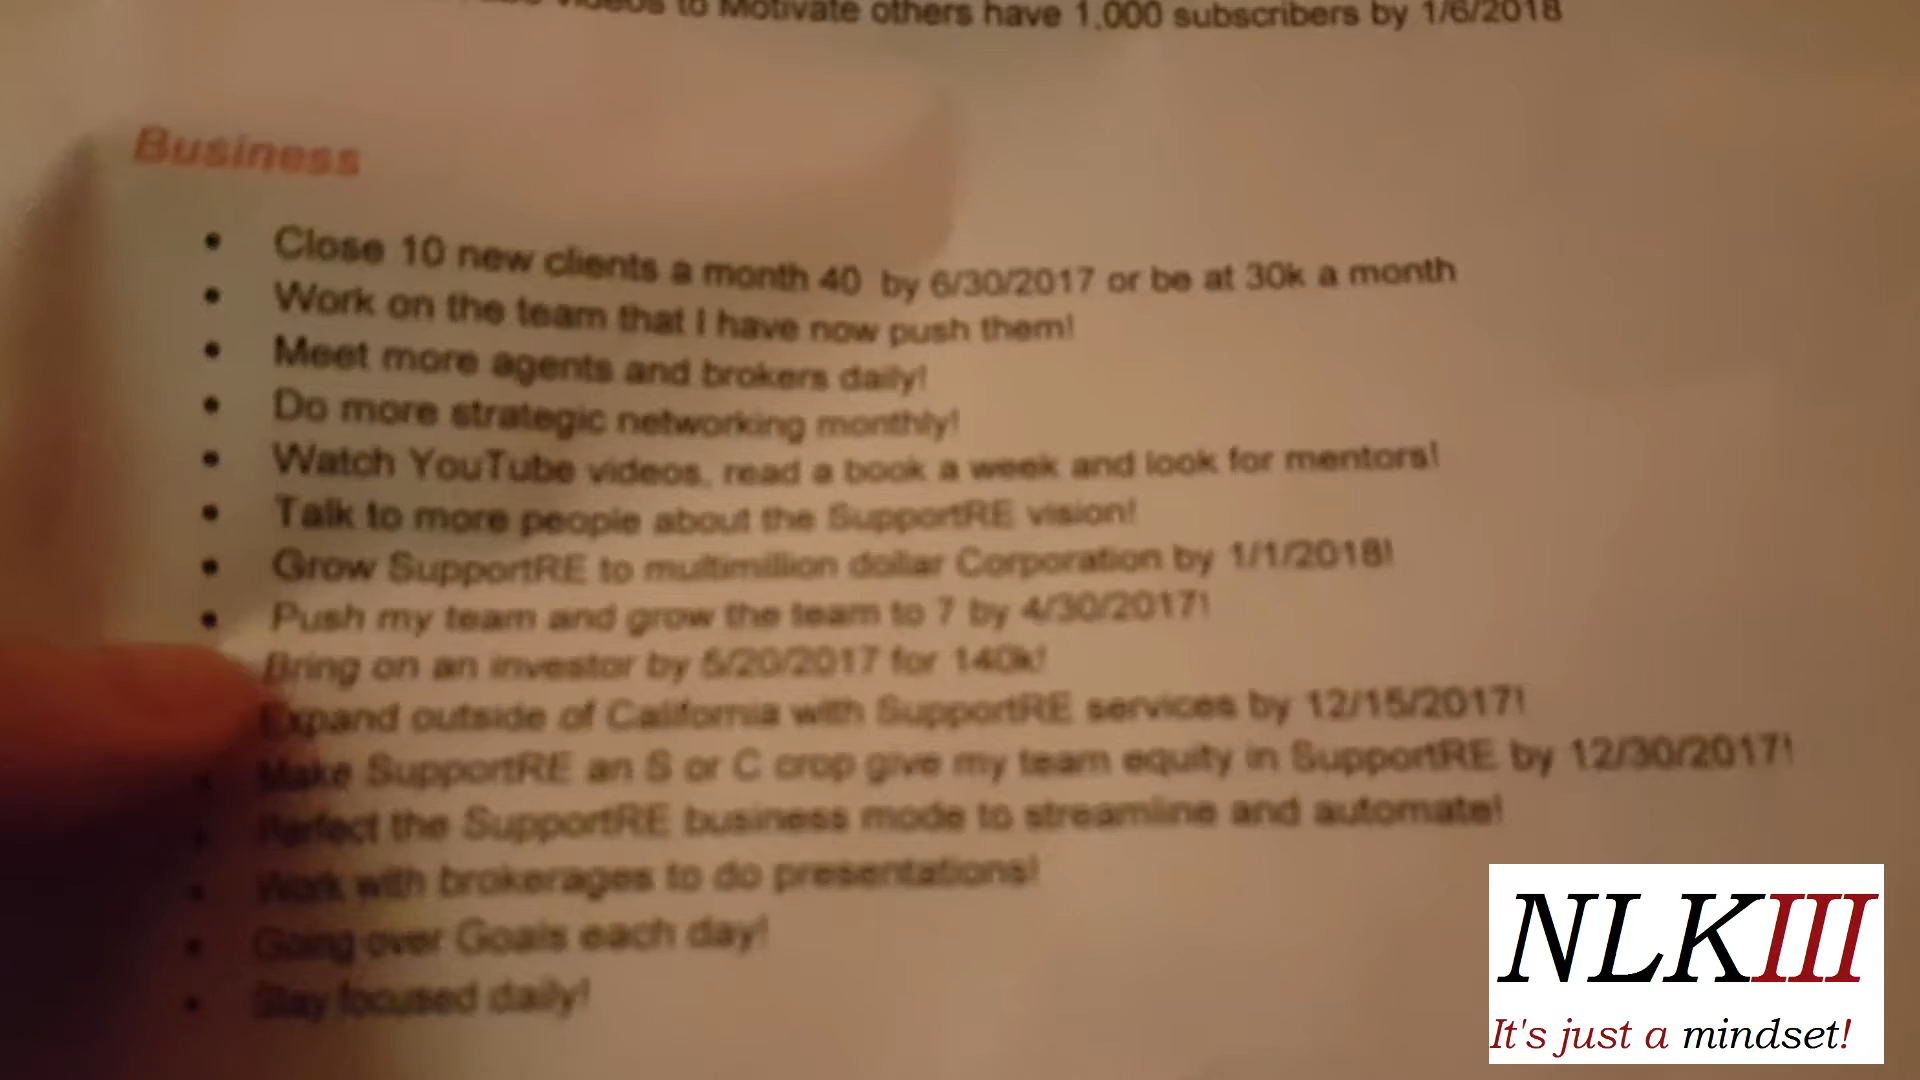 videos to Motivate others have 1,000 subscribers by 1/6/2018
Business
• Close 10 new clients a month 40 by 6/30/2017 or be at 30k a month
• Work on the team that I have now push them!
• Meet more agents and brokers daily!
• Do more strategic networking monthly!
• Watch YouTube videos, read a book a week and look for mentors!
• Talk to more people about the SupportRE vision!
• Grow SupportRE to multimillion dollar Corporation by 1/1/2018!
• Push my team and grow the team to 7 by 4/30/2017!
Bring on an investor by 5/20/2017 for 140k!
Expand outside of California with SupportRE services by 12/15/2017!
• Make SupportRE an S or C crop give my team equity in SupportRE by 12/30/2017!
• Perfect the SupportRE business mode to streamline and automate!
• Work with brokerages to do presentations!
• Going over Goals each day!
• Stay focused daily!
NLKIII
It's just a mindset!